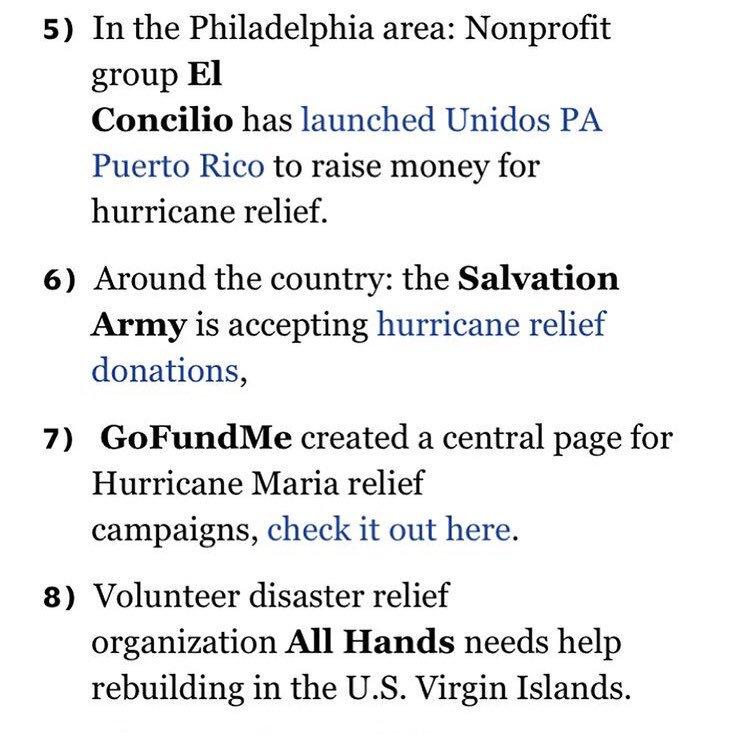 5) In the Philadelphia area: Nonprofit
group El
Concilio has launched Unidos PA
Puerto Rico to raise money for
hurricane relief.
6) Around the country: the Salvation
Army is accepting hurricane relief
donations,
7) GoFundMe created a central page for
Hurricane Maria relief
campaigns, check it out here.
8) Volunteer disaster relief
organization All Hands needs help
rebuilding in the U.S. Virgin Islands.